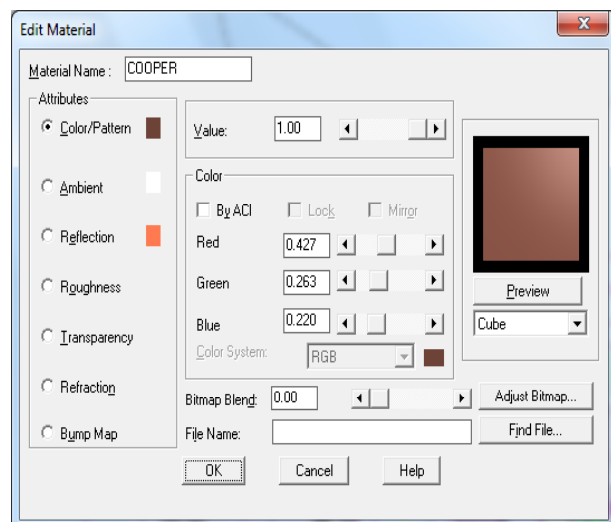 Edit Material
Material Name : COOPER
Attributes
Color/Pattern
Ambient
Reflection
Roughness
Transparency
Refraction
Bump Map
Value: 1.00
Color
By ACI Lock Mirror
Red 0.427
Green 0.263
Blue 0.220
Color System: RGB
Bitmap Blend: 0.00
File Name:
Preview
Cube
Adjust Bitmap...
Find File...
OK Cancel Help